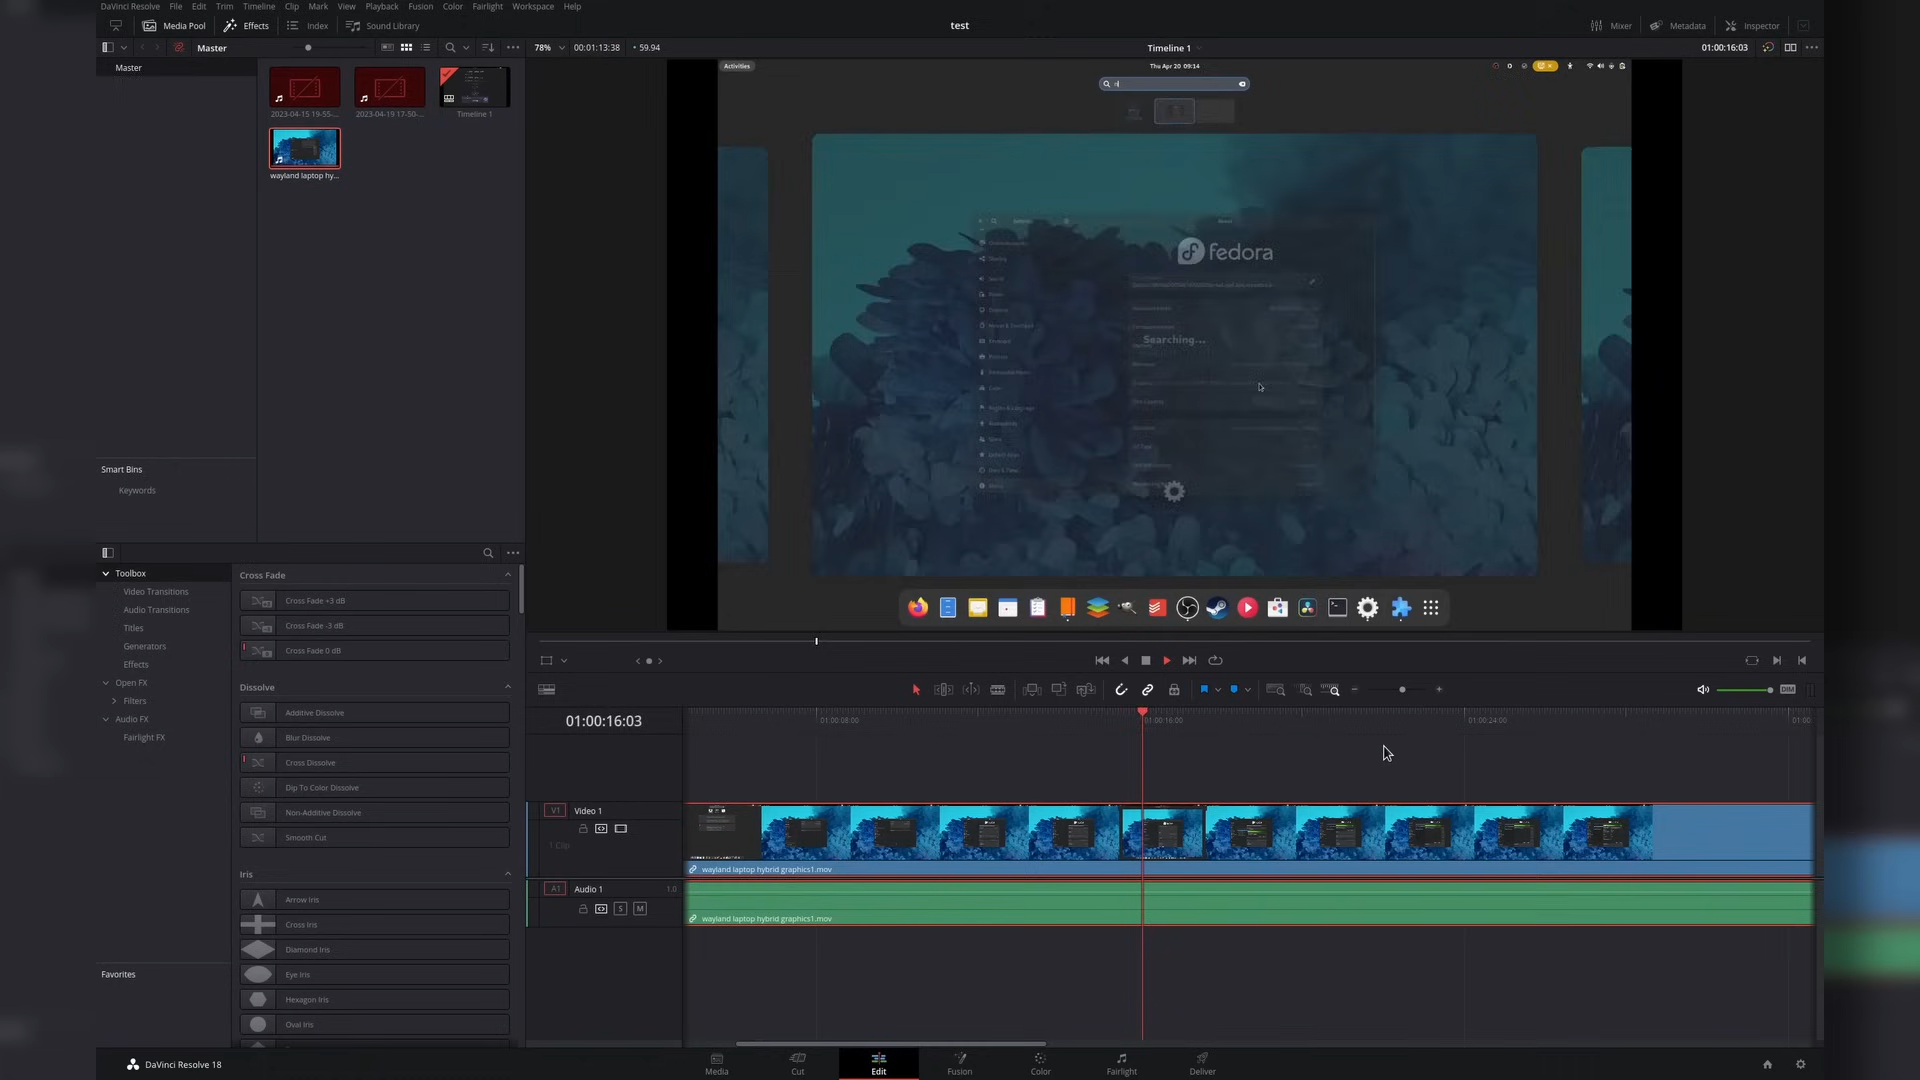 DaVinci Resolve File Edit Trim Timeline Clip Mark View Playback Fusion Color Fairlight Workspace Help
Media Pool Effects Index Sound Library test Mixer Metadata Inspector
Master 78% 00:01:13:38 59.94 Timeline 1 01:00:16:03
Master
2023-04-15 19-55-... 2023-04-19 17-50-... Timeline 1
wayland laptop hy...
Activities Thu Apr 20 09:14
fedora
Searching...
Smart Bins
Keywords
Toolbox
Video Transitions
Audio Transitions
Titles
Generators
Effects
Open FX
Filters
Audio FX
Fairlight FX
Favorites
Cross Fade
Cross Fade +3 dB
Cross Fade -3 dB
Cross Fade 0 dB
Dissolve
Additive Dissolve
Blur Dissolve
Cross Dissolve
Dip To Color Dissolve
Non-Additive Dissolve
Smooth Cut
Iris
Arrow Iris
Cross Iris
Diamond Iris
Eye Iris
Hexagon Iris
Oval Iris
DIM
01:00:16:03 01:00:08:00 01:00:16:00 01:00:24:00 01:00:
V1 Video 1
1 Clip
wayland laptop hybrid graphics1.mov
A1 Audio 1 1.0
S M
wayland laptop hybrid graphics1.mov
DaVinci Resolve 18 Media Cut Edit Fusion Color Fairlight Deliver